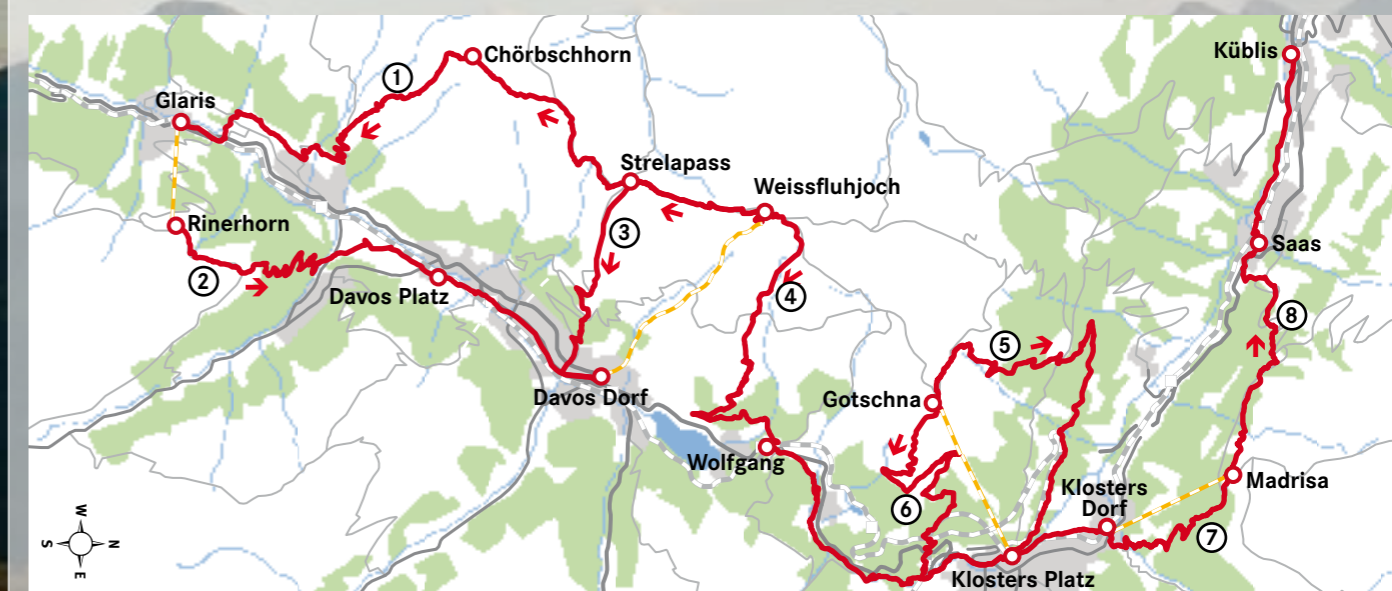 Chörbschhorn
Küblis
1
Glaris
Strelapass
Weissfluhjoch
Rinerhorn
3
Saas
2
Davos Platz
4
8
5
Davos Dorf
Gotschna
Wolfgang
Madrisa
Klosters
Dorf
6
7
W
S N
E
Klosters Platz